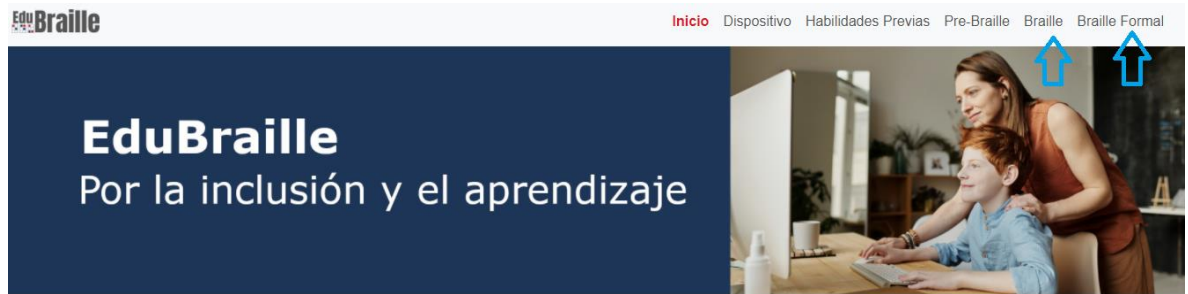 EduBraille
Inicio Dispositivo Habilidades Previas Pre-Braille Braille Braille Formal
EduBraille
Por la inclusión y el aprendizaje